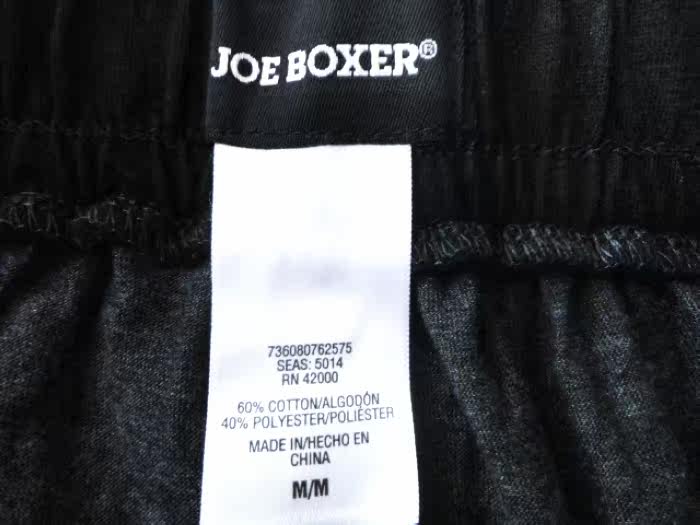 JOE BOXER®
736080762575
SEAS: 5014
RN 42000
60% COTTON/ALGODÓN
40% POLYESTER/POLIÉSTER
MADE IN/HECHO EN
CHINA
M/M